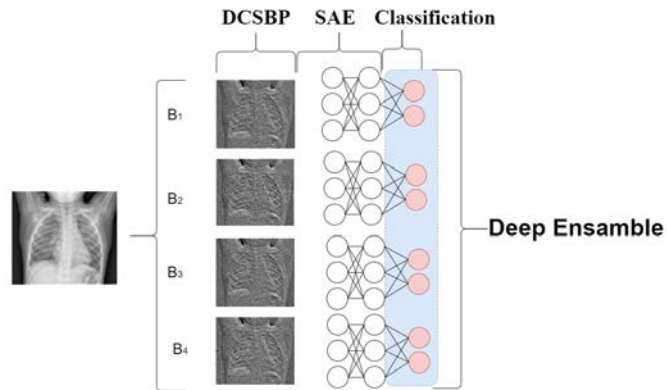 DCSBP SAE Classification
B1
B2
B3
B4
Deep Ensamble